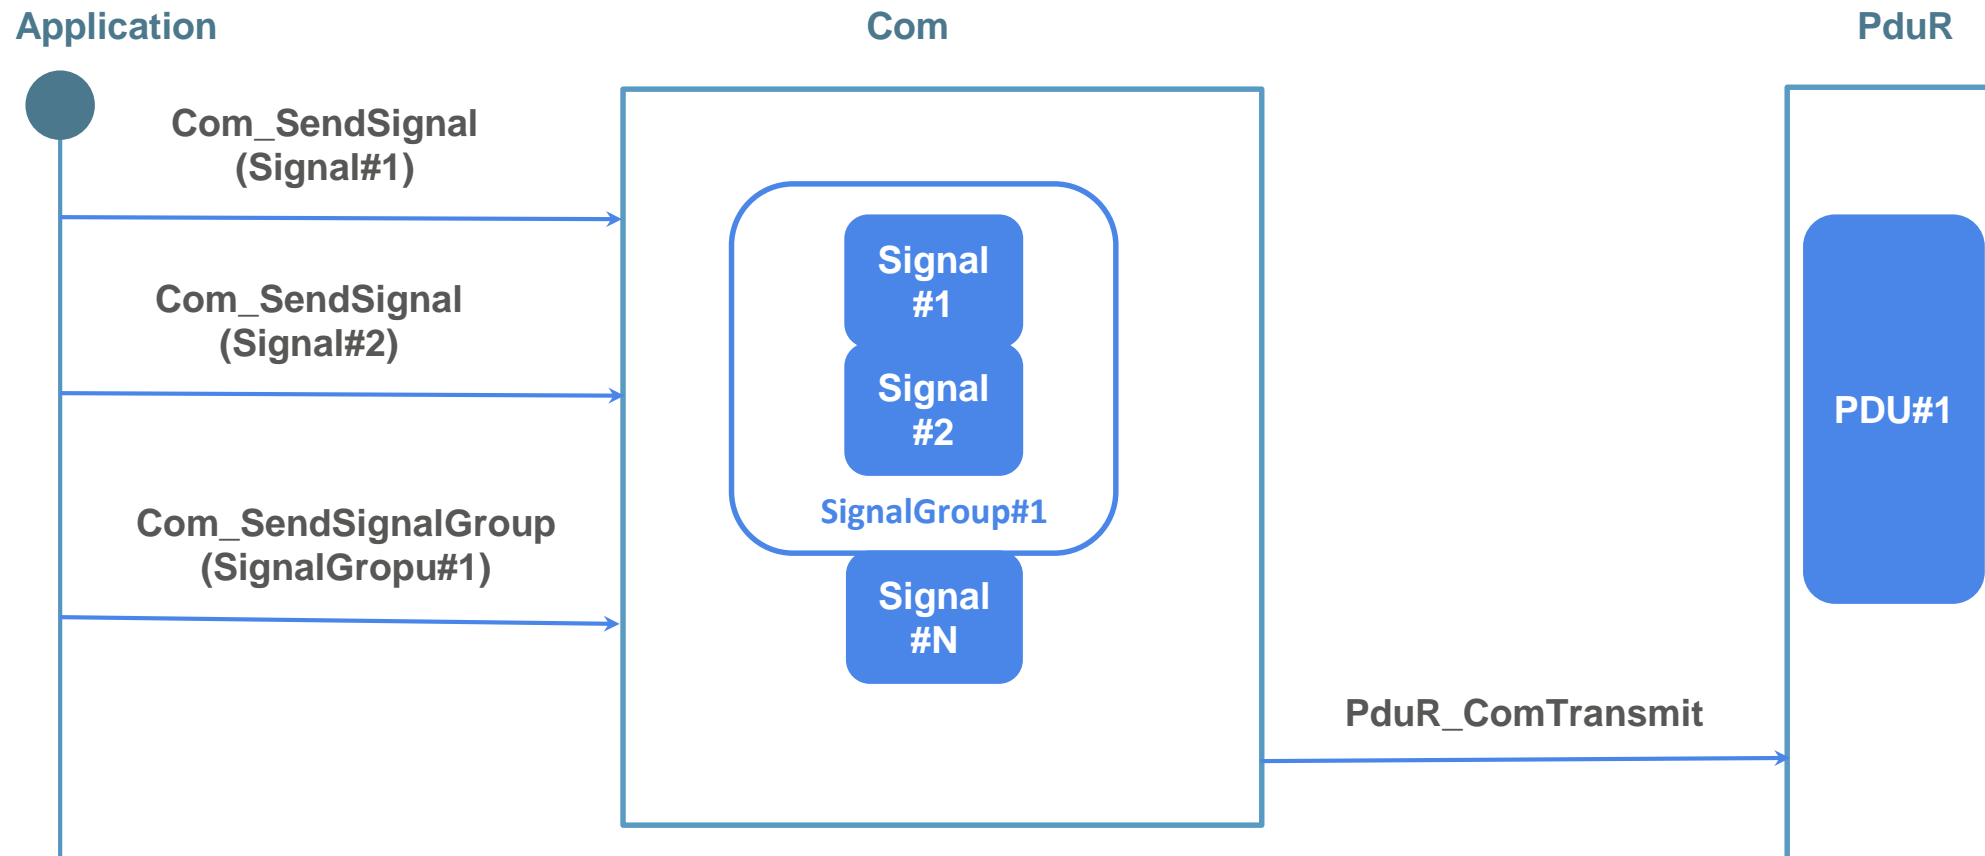 Application
Com
PduR
Com_SendSignal
(Signal#1)
Com_SendSignal
(Signal#2)
Com_SendSignalGroup
(SignalGropu#1)
Signal
#1
Signal
#2
SignalGroup#1
Signal
#N
PduR_ComTransmit
PDU#1